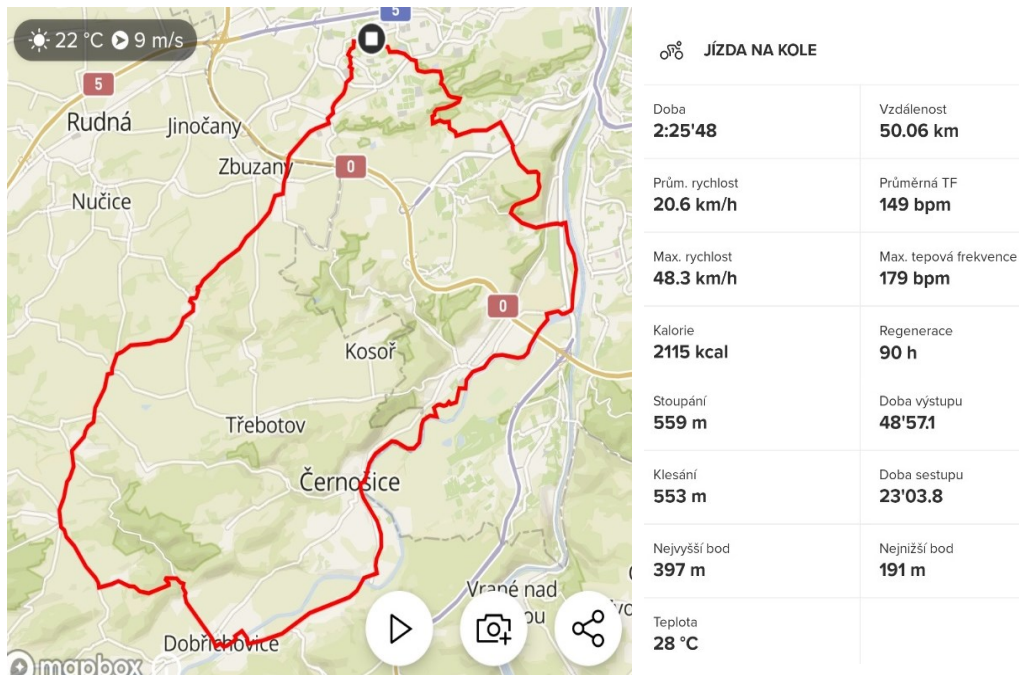 22 °C 9 m/s
5
5
Rudná
Jinočany
Zbuzany
0
Nučice
0
Kosoř
Třebotov
Černošice
Vrané nad
ou
Dobřichovice
mapbox
JÍZDA NA KOLE
Doba
2:25'48
Vzdálenost
50.06 km
Prům. rychlost
20.6 km/h
Průměrná TF
149 bpm
Max. rychlost
48.3 km/h
Max. tepová frekvence
179 bpm
Kalorie
2115 kcal
Regenerace
90 h
Stoupání
559 m
Doba výstupu
48'57.1
Klesání
553 m
Doba sestupu
23'03.8
Nejvyšší bod
397 m
Nejnižší bod
191 m
Teplota
28 °C